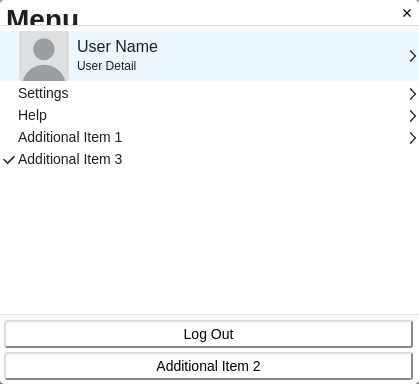 Menu
×
User Name
User Detail
Settings
Help
Additional Item 1
Additional Item 3
Log Out
Additional Item 2